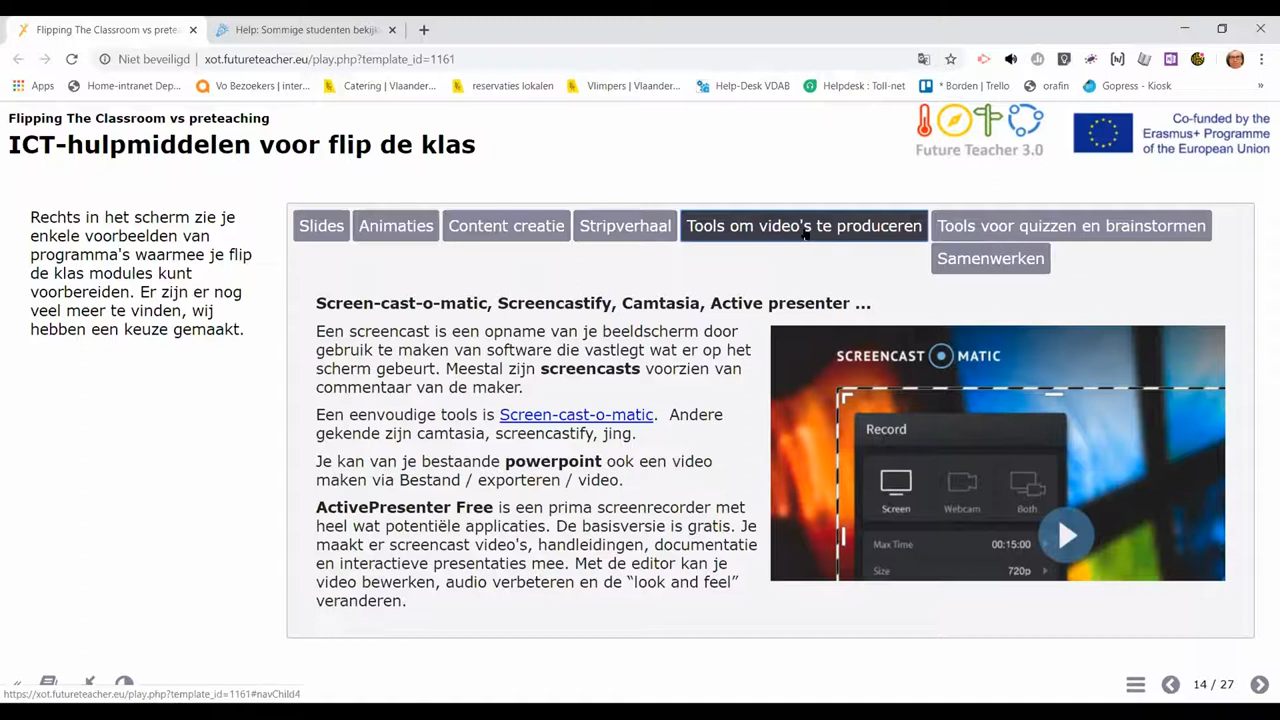 Flipping The Classroom vs prete
Help: Sommige studenten bekijk
Niet beveiligd
xot.futureteacher.eu/play.php?template_id=1161
Apps
Home-intranet Dep...
Vo Bezoekers | inter...
Catering | Vlaander...
reservaties lokalen
Vlimpers | Vlaander...
Help-Desk VDAB
Helpdesk : Toll-net
* Borden | Trello
orafin
Gopress - Kiosk
»
Flipping The Classroom vs preteaching
ICT-hulpmiddelen voor flip de klas
Future Teacher 3.0
Co-funded by the
Erasmus+ Programme
of the European Union
Rechts in het scherm zie je
enkele voorbeelden van
programma's waarmee je flip
de klas modules kunt
voorbereiden. Er zijn er nog
veel meer te vinden, wij
hebben een keuze gemaakt.
Slides
Animaties
Content creatie
Stripverhaal
Tools om video's te produceren
Tools voor quizzen en brainstormen
Samenwerken
Screen-cast-o-matic, Screencastify, Camtasia, Active presenter ...
Een screencast is een opname van je beeldscherm door
gebruik te maken van software die vastlegt wat er op het
scherm gebeurt. Meestal zijn screencasts voorzien van
commentaar van de maker.
Een eenvoudige tools is Screen-cast-o-matic. Andere
gekende zijn camtasia, screencastify, jing.
Je kan van je bestaande powerpoint ook een video
maken via Bestand / exporteren / video.
ActivePresenter Free is een prima screenrecorder met
heel wat potentiële applicaties. De basisversie is gratis. Je
maakt er screencast video's, handleidingen, documentatie
en interactieve presentaties mee. Met de editor kan je
video bewerken, audio verbeteren en de “look and feel”
veranderen.
SCREENCAST MATIC
Record
Screen
Webcam
Both
Max Time 00:15:00
Size 720p
https://xot.futureteacher.eu/play.php?template_id=1161#navChild4
14 / 27